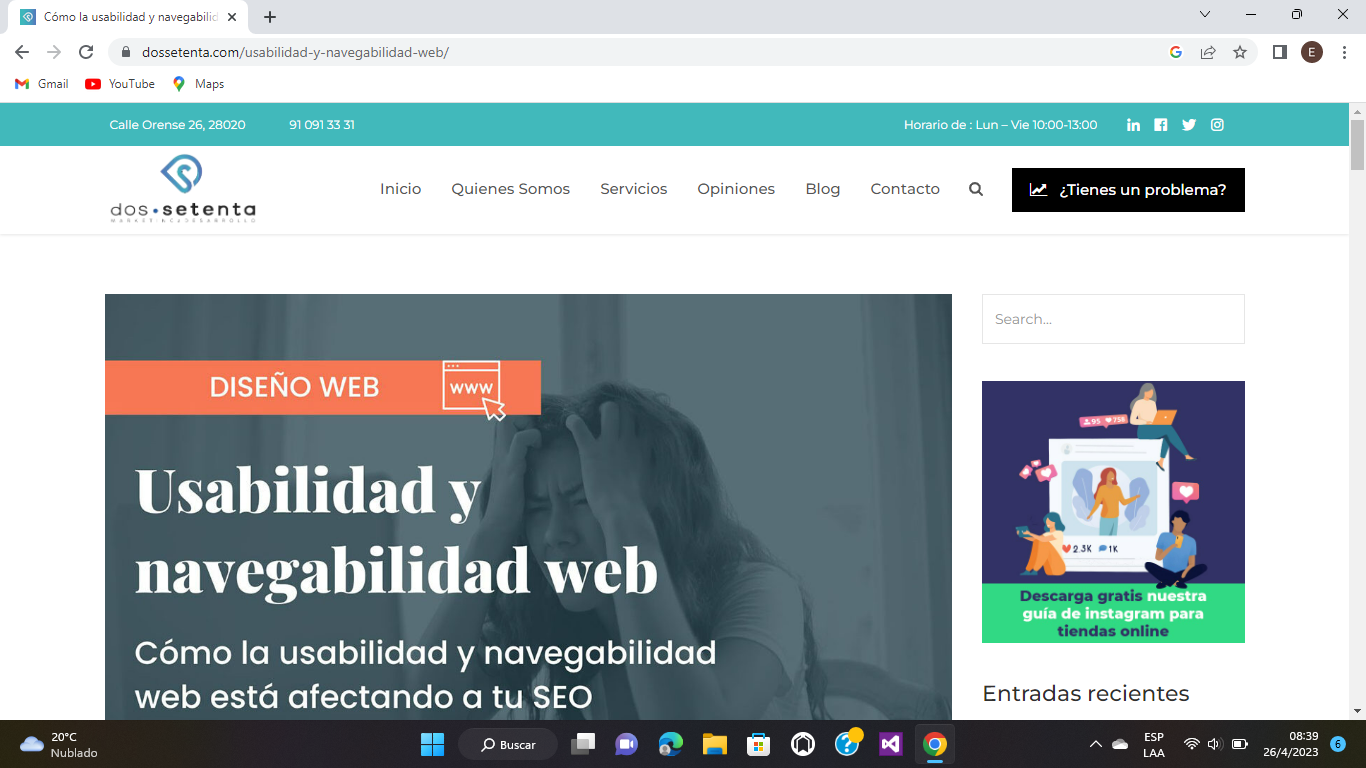 Cómo la usabilidad y navegabilid
dossetenta.com/usabilidad-y-navegabilidad-web/
E
Gmail
YouTube
Maps
Calle Orense 26, 28020
91 091 33 31
Horario de : Lun – Vie 10:00-13:00
dos•setenta
Inicio
Quienes Somos
Servicios
Opiniones
Blog
Contacto
¿Tienes un problema?
DISEÑO WEB
WWW
Usabilidad y
navegabilidad web
Cómo la usabilidad y navegabilidad
web está afectando a tu SEO
Search...
95
758
2.3K
1K
Descarga gratis nuestra
guía de instagram para
tiendas online
Entradas recientes
20°C
Nublado
Buscar
ESP
LAA
08:39
26/4/2023
6